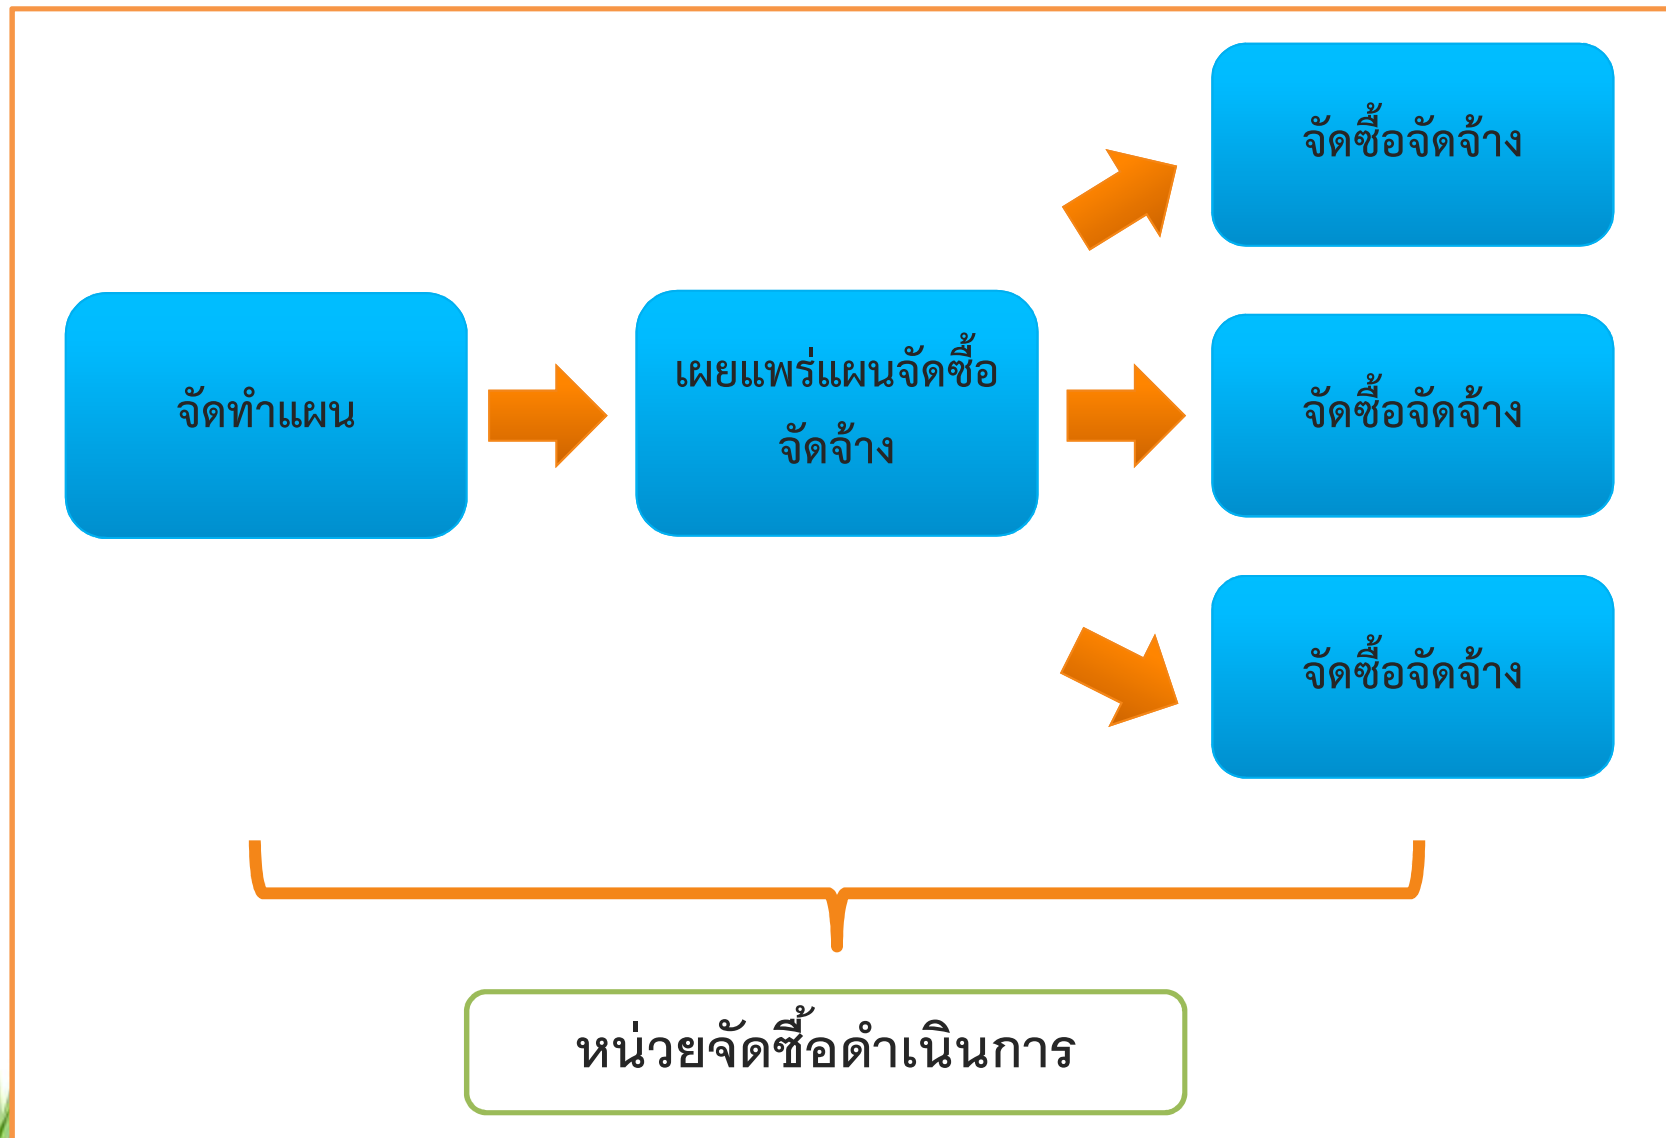 จัดทำแผน
เผยแพร่แผนจัดซื้อ
จัดจ้าง
จัดซื้อจัดจ้าง
จัดซื้อจัดจ้าง
จัดซื้อจัดจ้าง
หน่วยจัดซื้อดำเนินการ